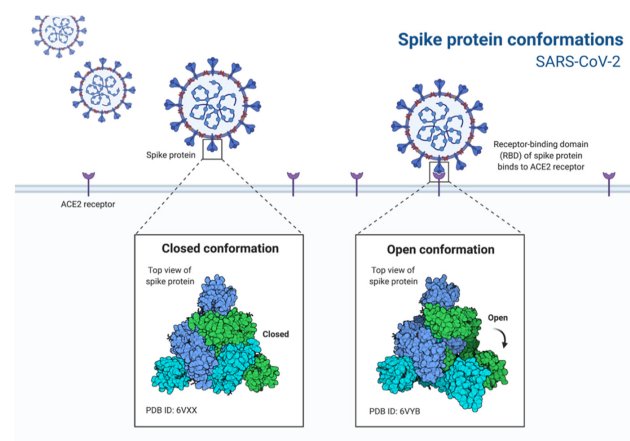 Spike protein conformations
SARS-CoV-2
Spike protein
Receptor-binding domain
(RBD) of spike protein
binds to ACE2 receptor
ACE2 receptor
Closed conformation
Top view of
spike protein
Closed
PDB ID: 6VXX
Open conformation
Top view of
spike protein
Open
PDB ID: 6VYB